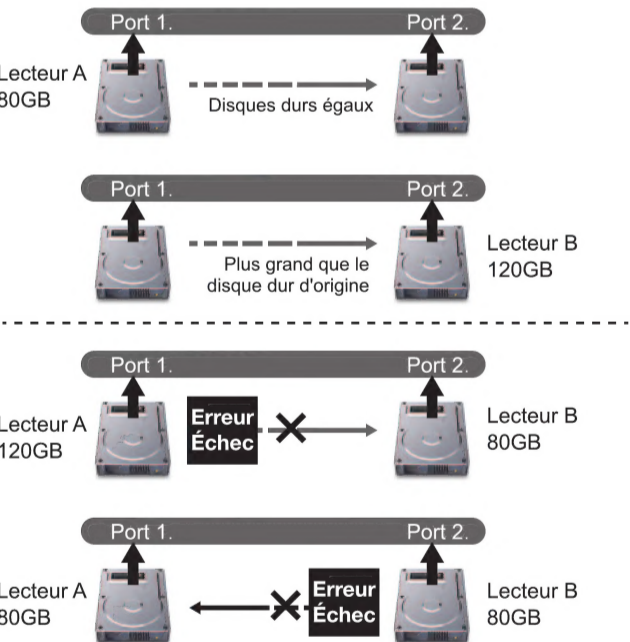 Port 1.
Port 2.
Lecteur A
80GB
Disques durs égaux
Port 1.
Port 2.
Plus grand que le
disque dur d'origine
Lecteur B
120GB
Port 1.
Port 2.
Lecteur A
120GB
Erreur
Échec
Lecteur B
80GB
Port 1.
Port 2.
Lecteur A
80GB
Erreur
Échec
Lecteur B
80GB